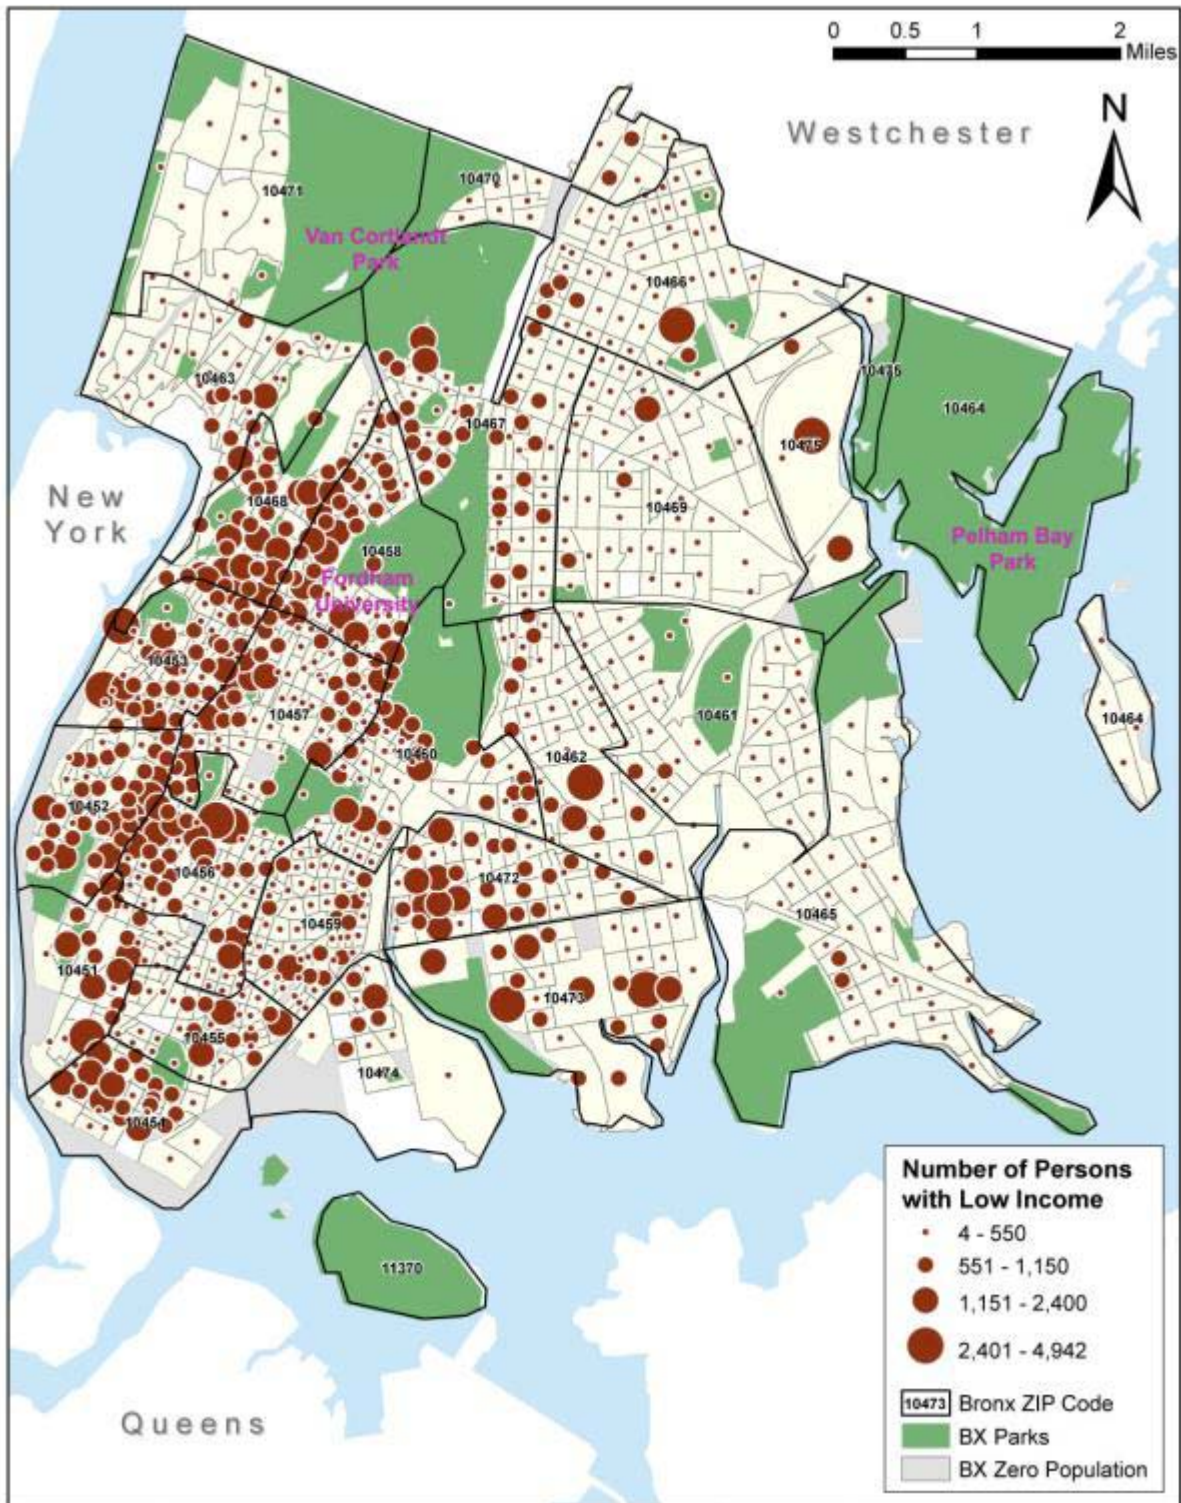 0 0.5 1 2
Miles
N
Westchester
10471
10470
Van Cortlandt
Park
10466
10463
10475
10464
10467
10475
New
York
10468
10469
10458
Pelham Bay
Park
Fordham
University
10453
10457
10461
10464
10460
10462
10452
10456
10472
10459
10465
10451
10473
10455
10474
10454
11370
Queens
Number of Persons
with Low Income
4 - 550
551 - 1,150
1,151 - 2,400
2,401 - 4,942
10473 Bronx ZIP Code
BX Parks
BX Zero Population